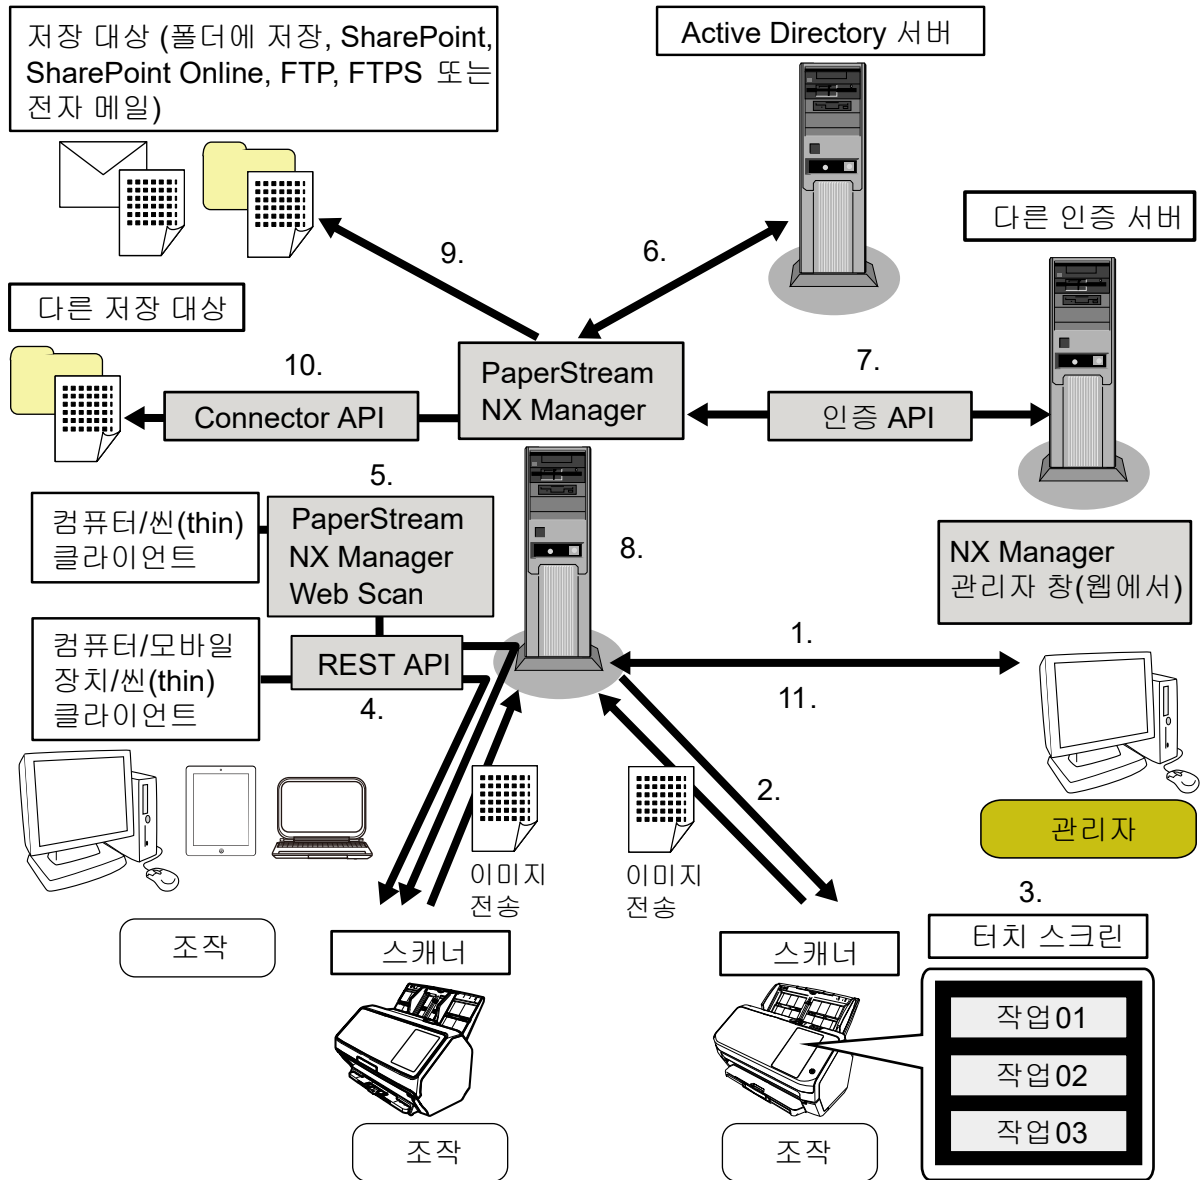 저장 대상 (폴더에 저장, SharePoint,
SharePoint Online, FTP, FTPS 또는
전자 메일)
Active Directory 서버
다른 인증 서버
9.
6.
다른 저장 대상
10.
Connector API
PaperStream
NX Manager
7.
인증 API
5.
컴퓨터/씬(thin)
클라이언트
PaperStream
NX Manager
Web Scan
8.
NX Manager
관리자 창(웹에서)
컴퓨터/모바일
장치/씬(thin)
클라이언트
REST API
4.
1.
11.
2.
이미지
전송
이미지
전송
관리자
3.
조작
스캐너
스캐너
터치 스크린
작업01
작업02
작업03
조작
조작